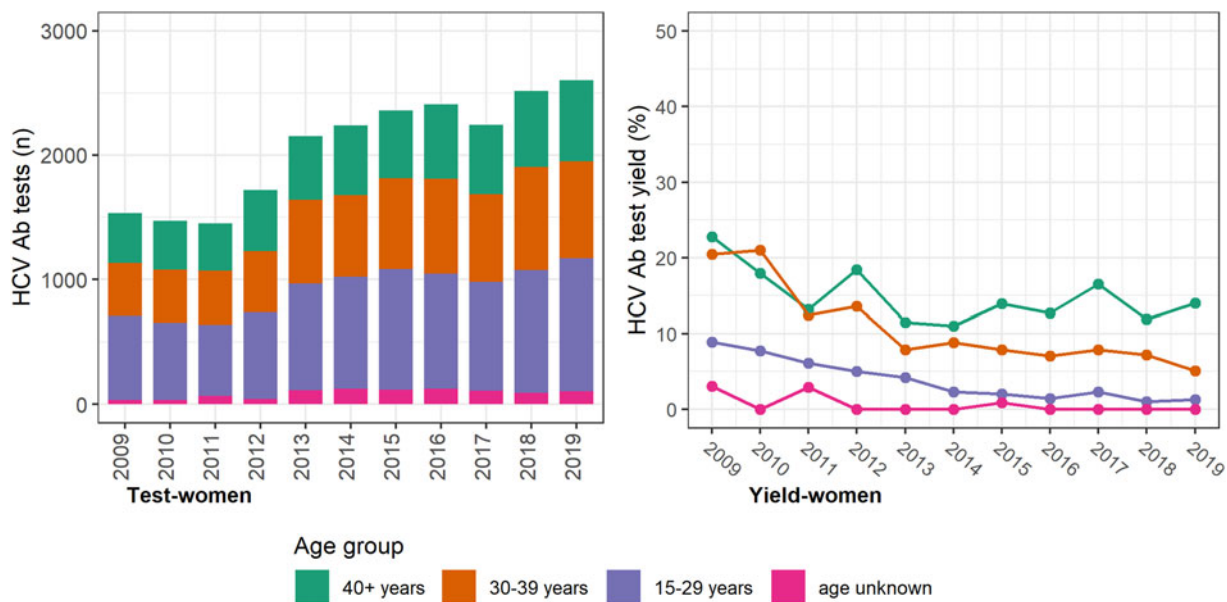 HCV Ab tests (n)
3000
2000
1000
0
2009 2010 2011 2012 2013 2014 2015 2016 2017 2018 2019
Test-women
HCV Ab test yield (%)
50
40
30
20
10
0
2009 2010 2011 2012 2013 2014 2015 2016 2017 2018 2019
Yield-women
Age group
40+ years 30-39 years 15-29 years age unknown